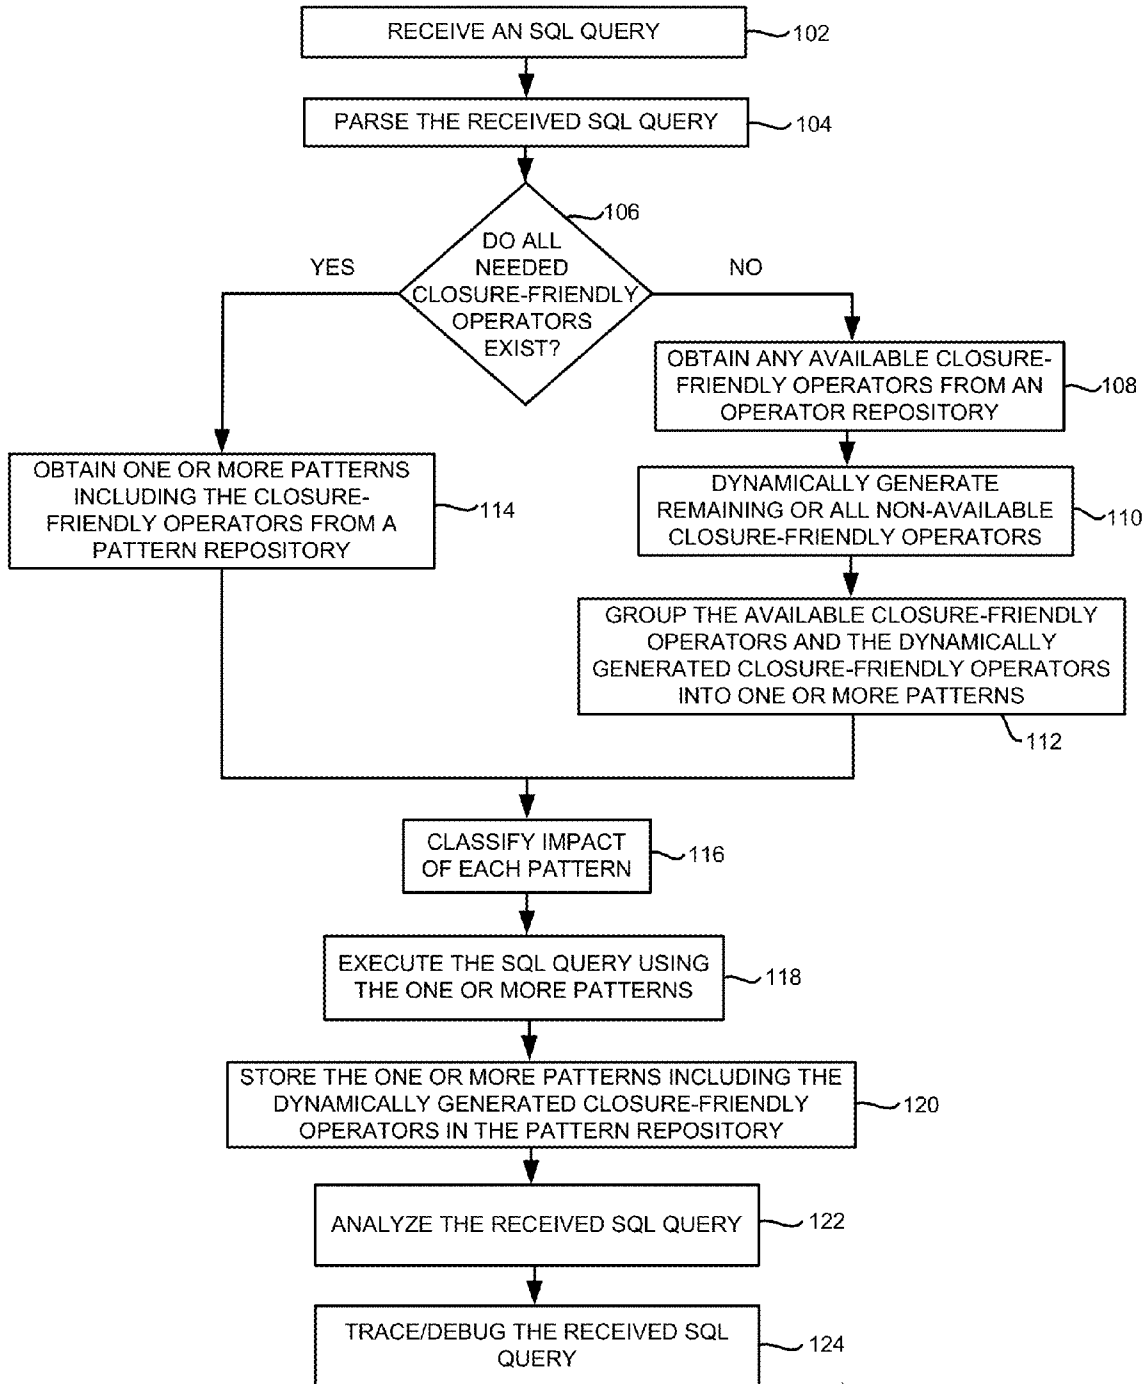 RECEIVE AN SQL QUERY
102
PARSE THE RECEIVED SQL QUERY
104
106
DO ALL
NEEDED
CLOSURE-FRIENDLY
OPERATORS
EXIST?
YES
NO
OBTAIN ANY AVAILABLE CLOSURE-
FRIENDLY OPERATORS FROM AN
OPERATOR REPOSITORY
108
OBTAIN ONE OR MORE PATTERNS
INCLUDING THE CLOSURE-
FRIENDLY OPERATORS FROM A
PATTERN REPOSITORY
114
DYNAMICALLY GENERATE
REMAINING OR ALL NON-AVAILABLE
CLOSURE-FRIENDLY OPERATORS
110
GROUP THE AVAILABLE CLOSURE-FRIENDLY
OPERATORS AND THE DYNAMICALLY
GENERATED CLOSURE-FRIENDLY OPERATORS
INTO ONE OR MORE PATTERNS
112
CLASSIFY IMPACT
OF EACH PATTERN
116
EXECUTE THE SQL QUERY USING
THE ONE OR MORE PATTERNS
118
STORE THE ONE OR MORE PATTERNS INCLUDING THE
DYNAMICALLY GENERATED CLOSURE-FRIENDLY
OPERATORS IN THE PATTERN REPOSITORY
120
ANALYZE THE RECEIVED SQL QUERY
122
TRACE/DEBUG THE RECEIVED SQL
QUERY
124